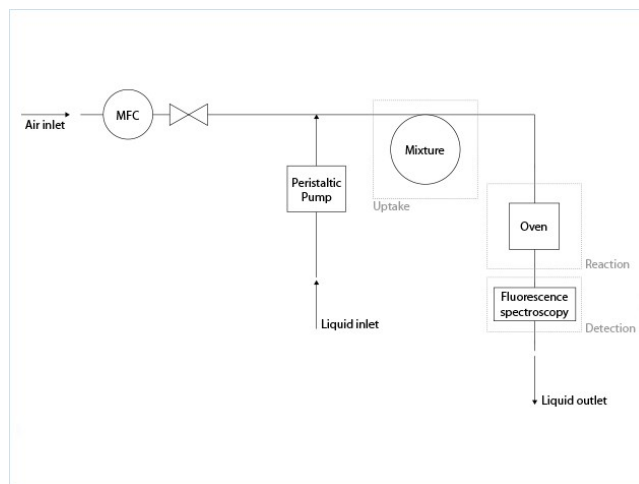 MFC
Air inlet
Mixture
Peristaltic
Pump
Uptake
Oven
Reaction
Fluorescence
spectroscopy
Detection
Liquid inlet
Liquid outlet